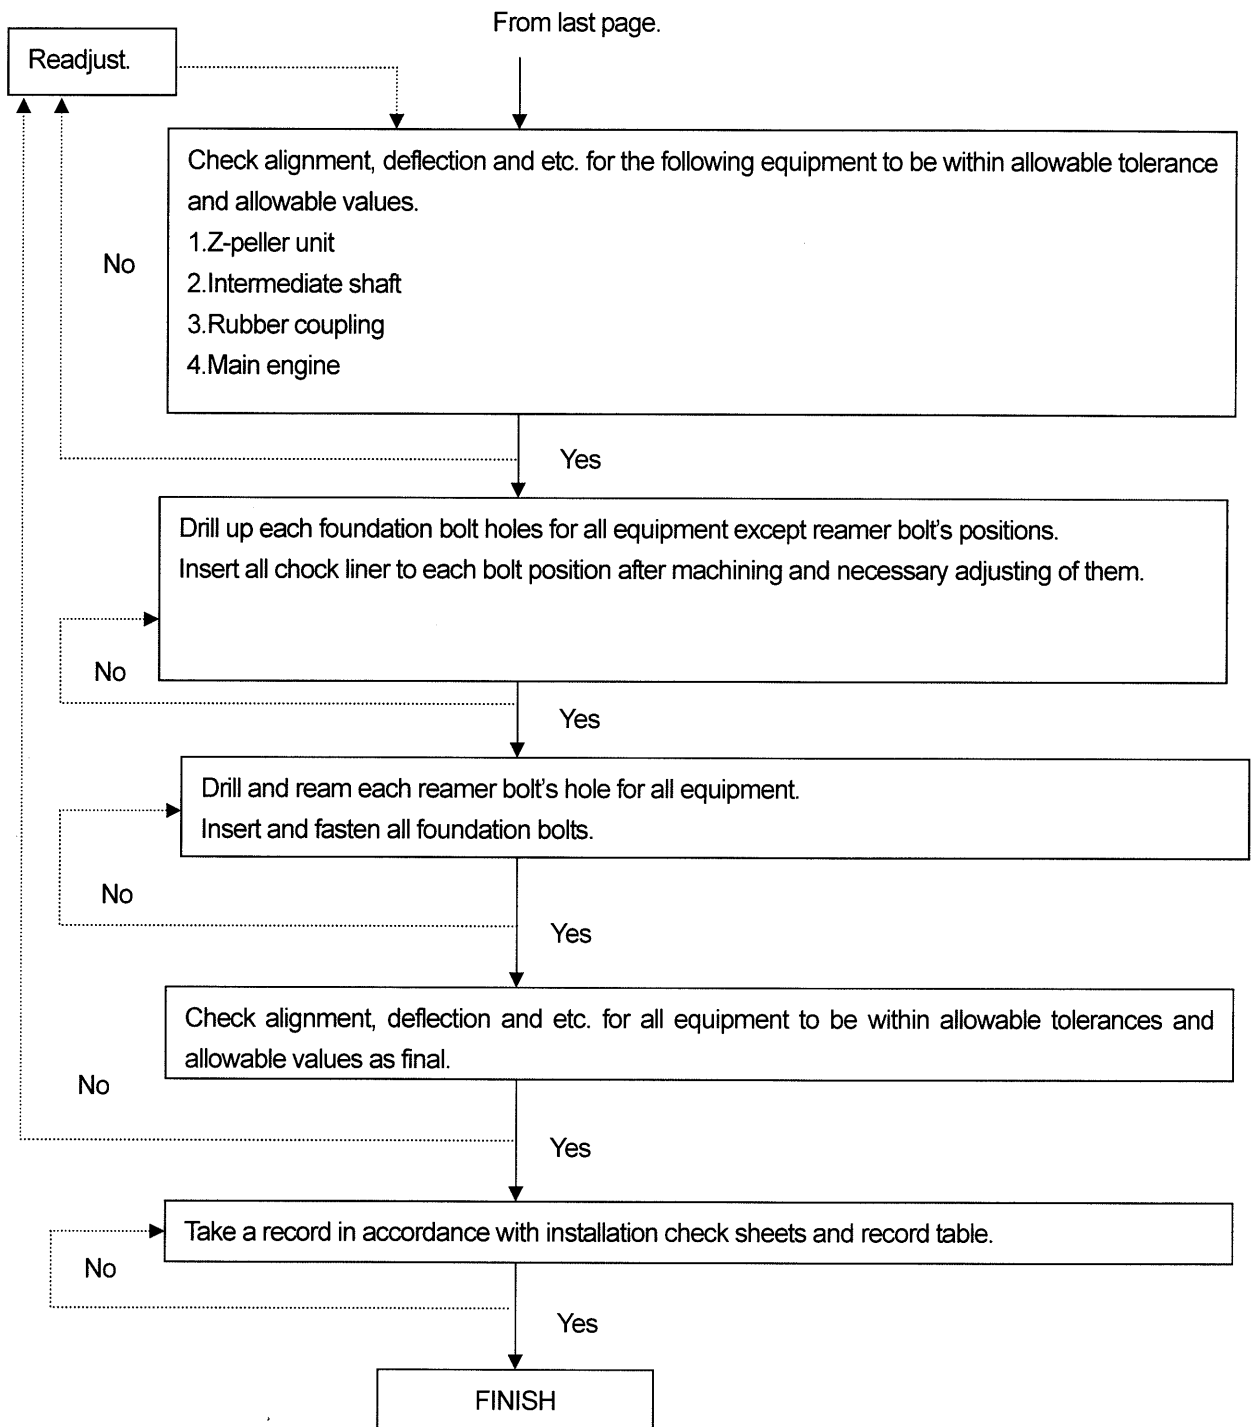 From last page.
Readjust.
Check alignment, deflection and etc. for the following equipment to be within allowable tolerance
and allowable values.
1.Z-peller unit
No
2.Intermediate shaft
3.Rubber coupling
4.Main engine
Yes
Drill up each foundation bolt holes for all equipment except reamer bolt's positions.
Insert all chock liner to each bolt position after machining and necessary adjusting of them.
No
Yes
Drill and ream each reamer bolt's hole for all equipment.
Insert and fasten all foundation bolts.
No
Yes
Check alignment, deflection and etc. for all equipment to be within allowable tolerances and
allowable values as final.
No
Yes
Take a record in accordance with installation check sheets and record table.
No
Yes
FINISH